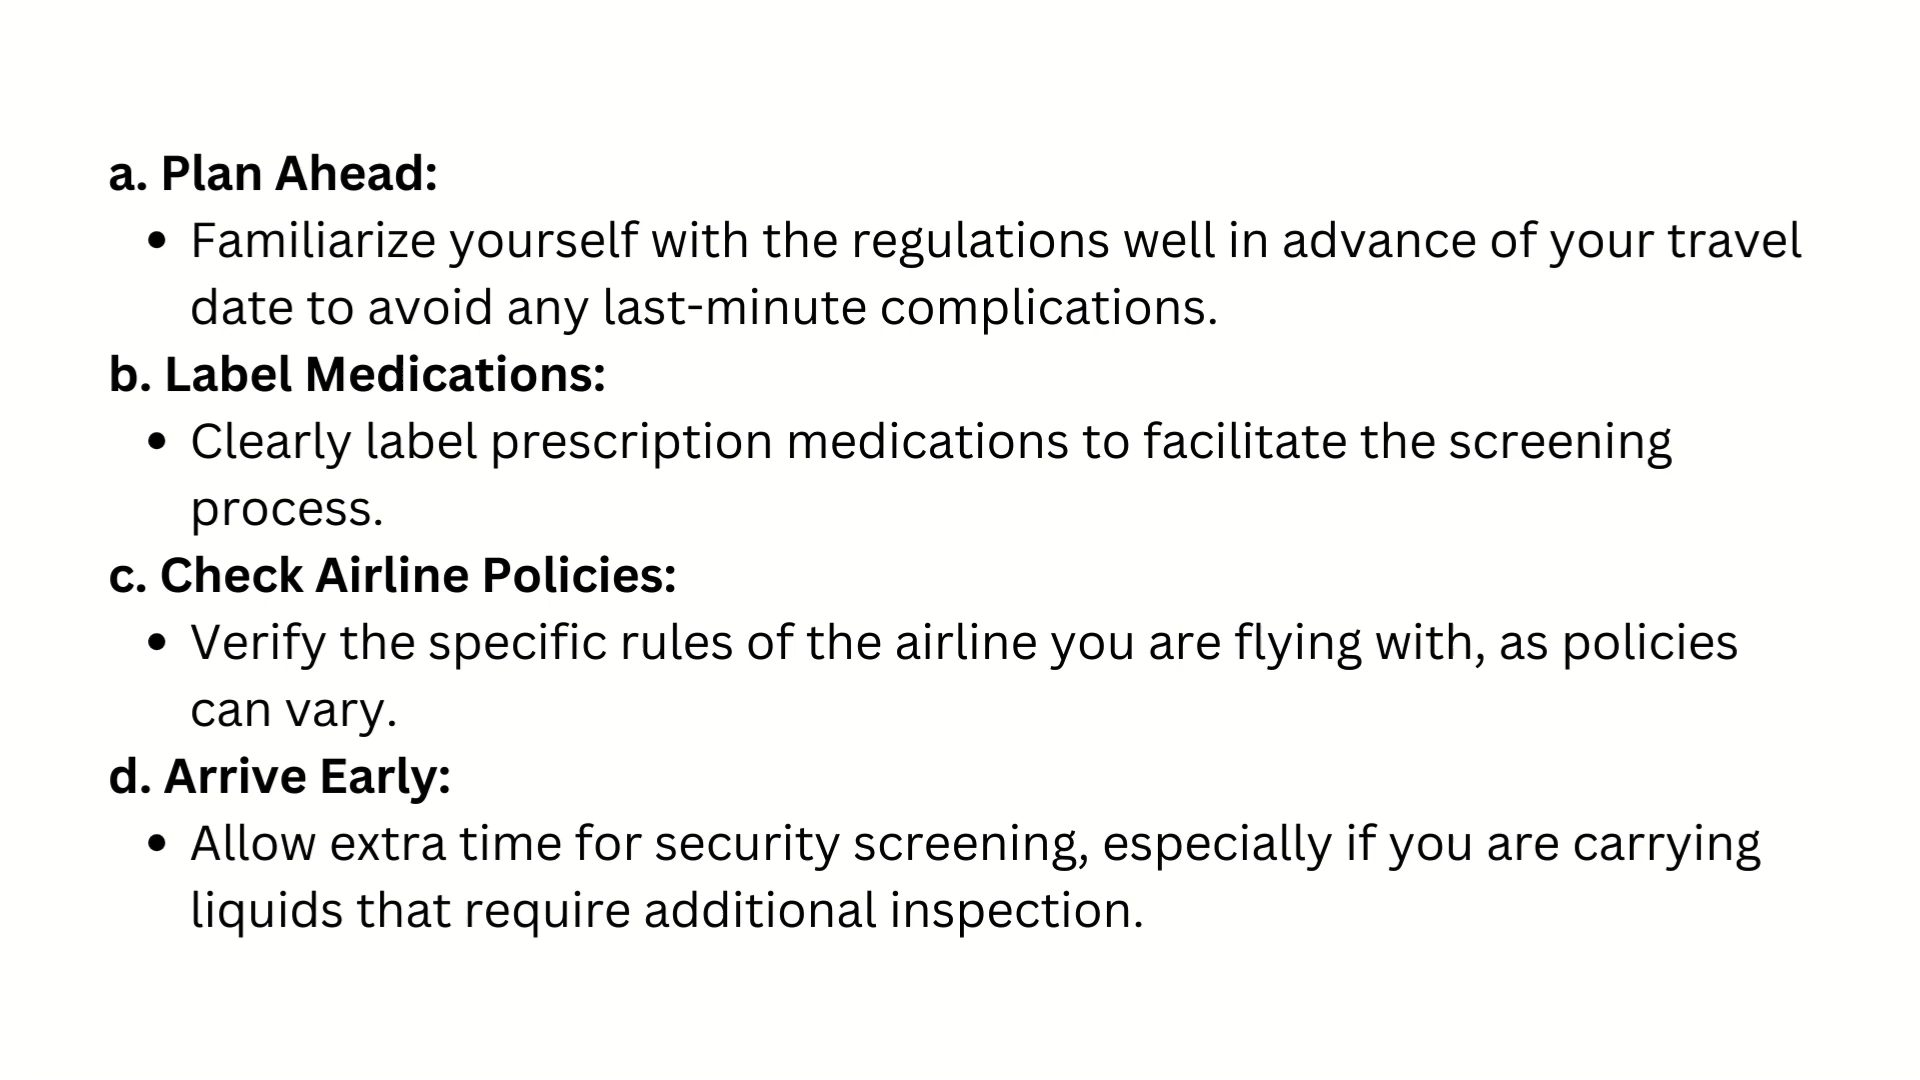 a. Plan Ahead:
• Familiarize yourself with the regulations well in advance of your travel
date to avoid any last-minute complications.
b. Label Medications:
• Clearly label prescription medications to facilitate the screening
process.
c. Check Airline Policies:
• Verify the specific rules of the airline you are flying with, as policies
can vary.
d. Arrive Early:
• Allow extra time for security screening, especially if you are carrying
liquids that require additional inspection.